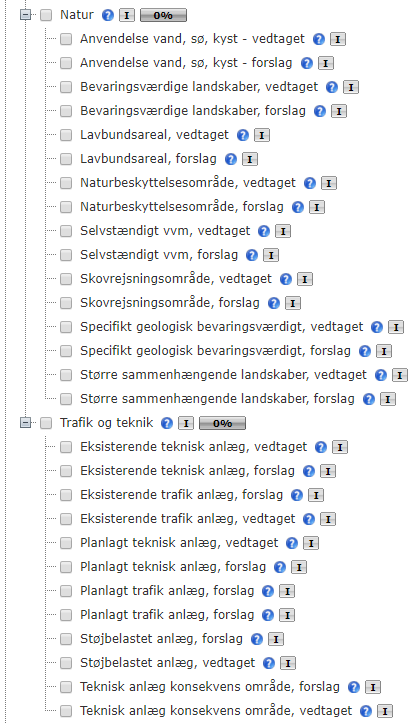 Natur ? I 0%
Anvendelse vand, sø, kyst - vedtaget ? I
Anvendelse vand, sø, kyst - forslag ? I
Bevaringsværdige landskaber, vedtaget ? I
Bevaringsværdige landskaber, forslag ? I
Lavbundsareal, vedtaget ? I
Lavbundsareal, forslag ? I
Naturbeskyttelsesområde, vedtaget ? I
Naturbeskyttelsesområde, forslag ? I
Selvstændigt vvm, vedtaget ? I
Selvstændigt vvm, forslag ? I
Skovrejsningsområde, vedtaget ? I
Skovrejsningsområde, forslag ? I
Specifikt geologisk bevaringsværdigt, vedtaget ? I
Specifikt geologisk bevaringsværdigt, forslag ? I
Større sammenhængende landskaber, vedtaget ? I
Større sammenhængende landskaber, forslag ? I
Trafik og teknik ? I 0%
Eksisterende teknisk anlæg, vedtaget ? I
Eksisterende teknisk anlæg, forslag ? I
Eksisterende trafik anlæg, forslag ? I
Eksisterende trafik anlæg, vedtaget ? I
Planlagt teknisk anlæg, vedtaget ? I
Planlagt teknisk anlæg, forslag ? I
Planlagt trafik anlæg, forslag ? I
Planlagt trafik anlæg, forslag ? I
Støjbelastet anlæg, forslag ? I
Støjbelastet anlæg, vedtaget ? I
Teknisk anlæg konsekvens område, forslag ? I
Teknisk anlæg konsekvens område, vedtaget ? I